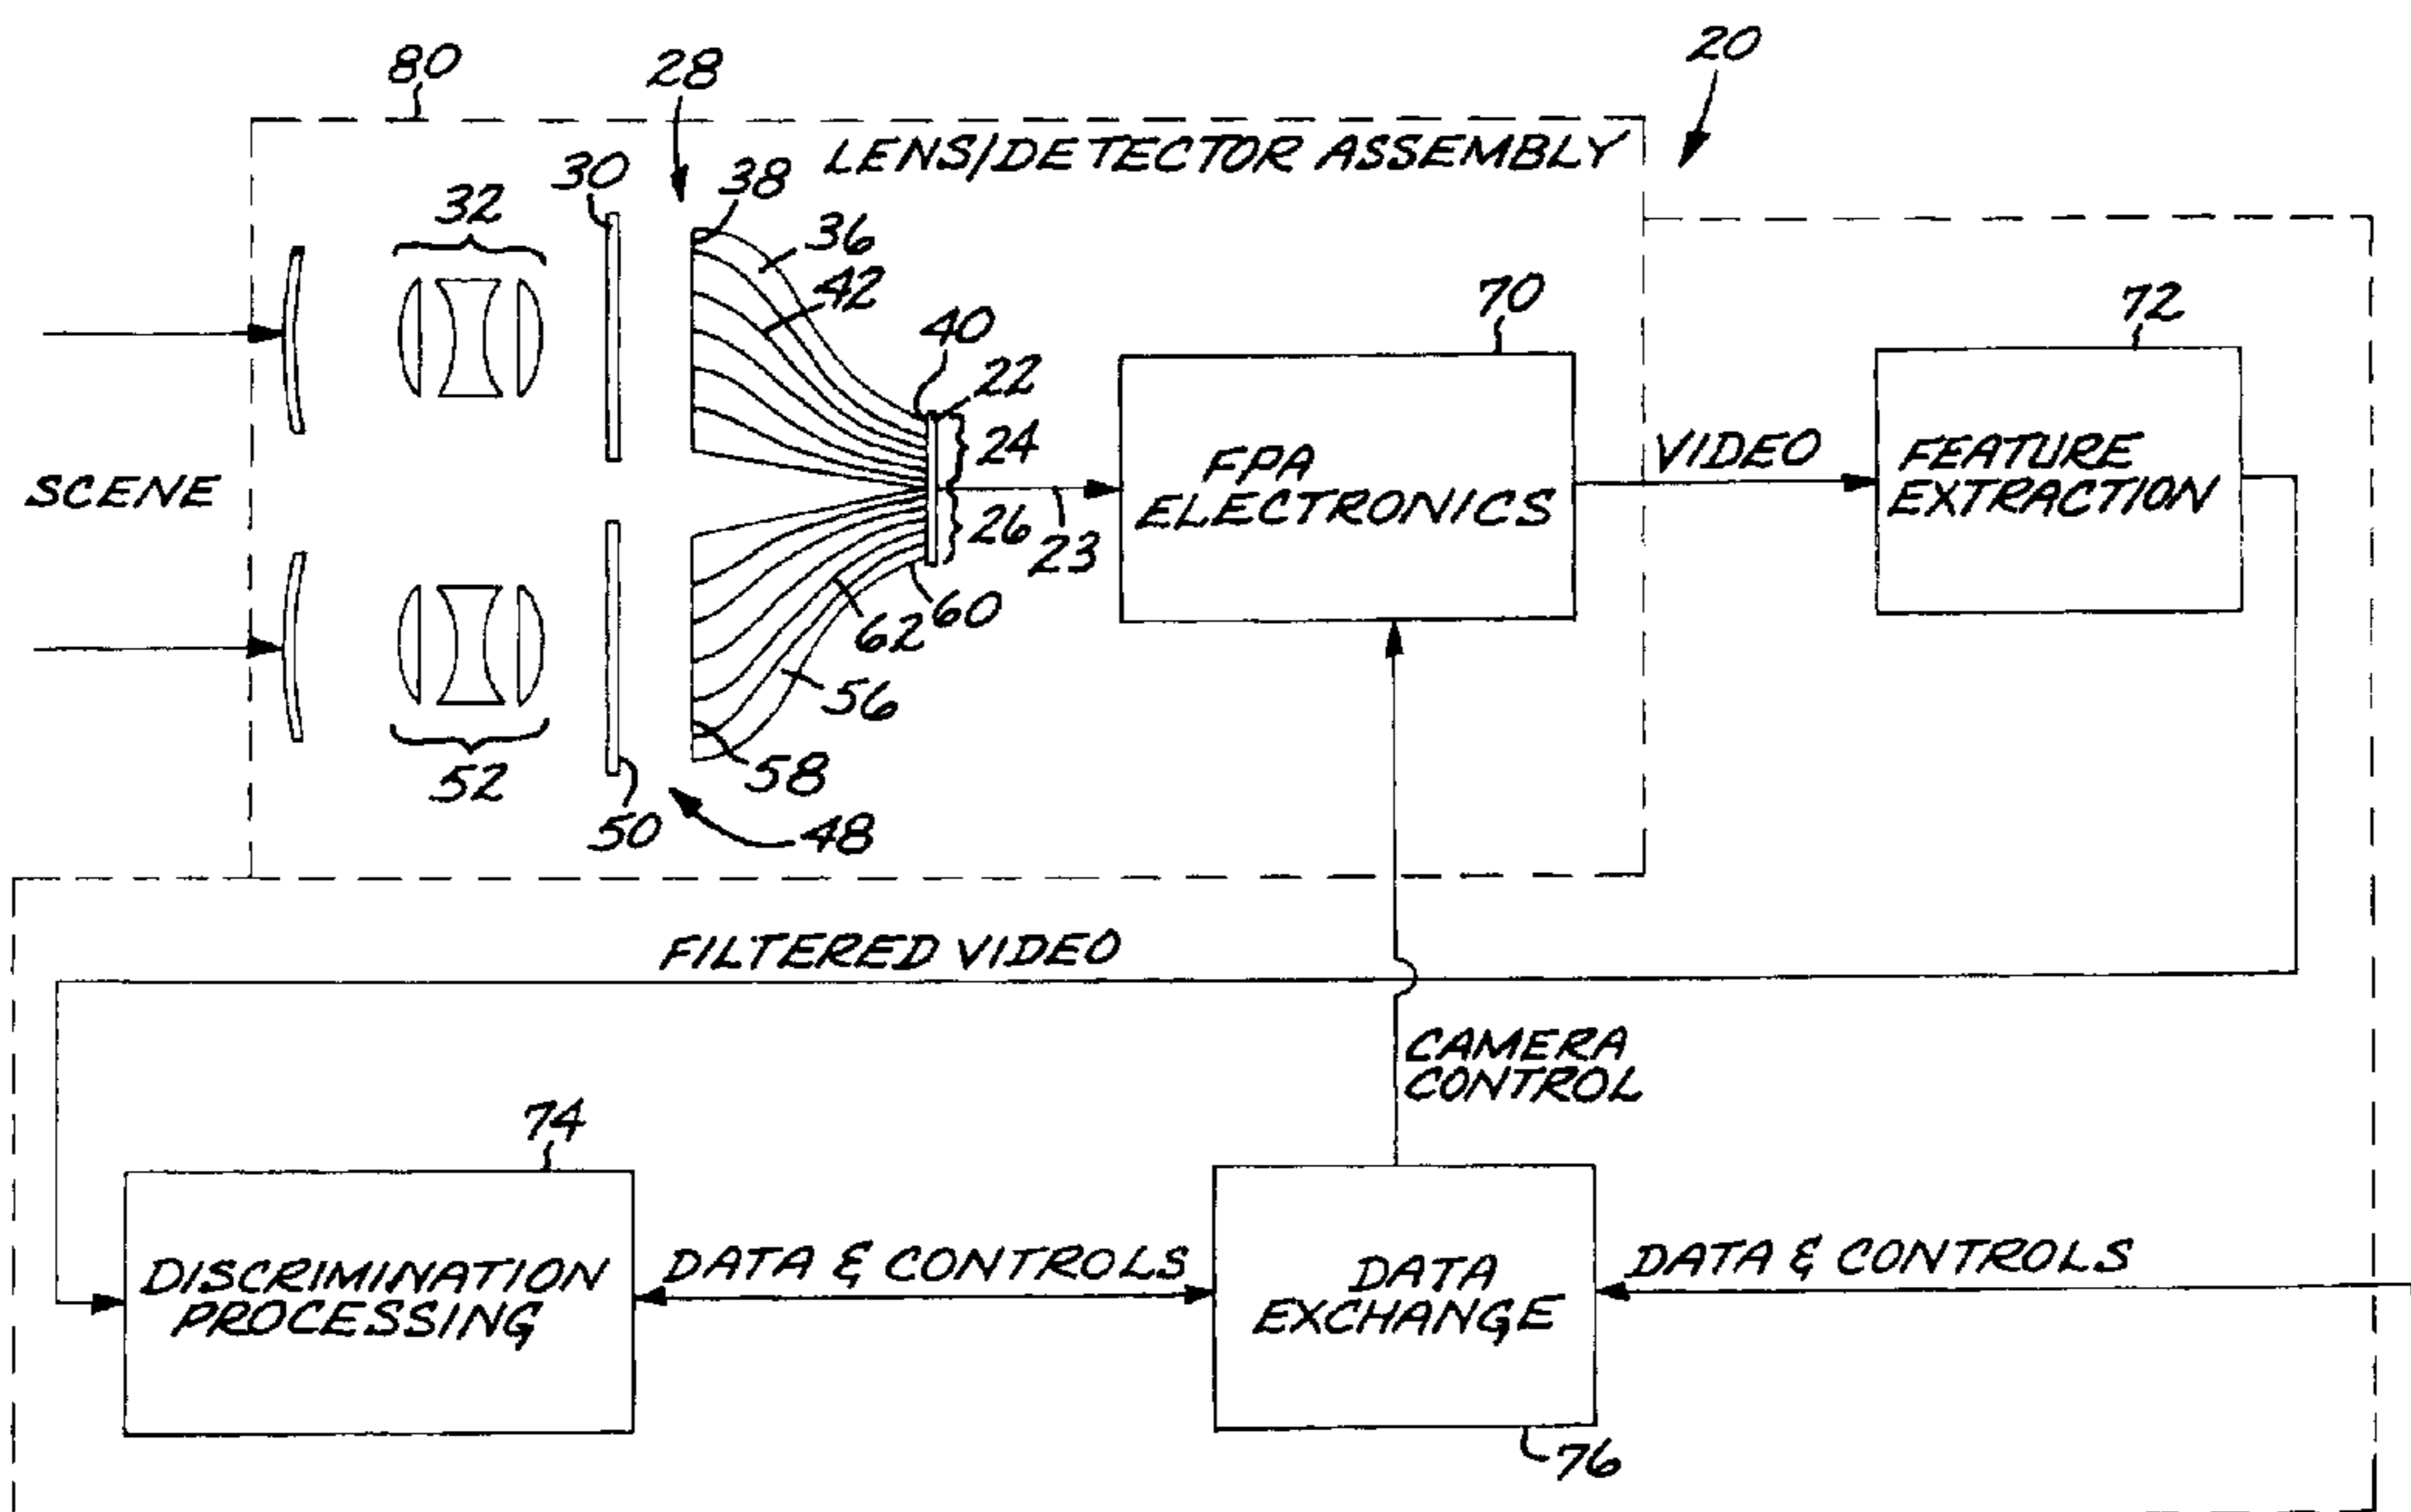 80
28
20
LENS/DETECTOR ASSEMBLY
30
38
32
36
42
70
72
40
22
24
SCENE
FPA
ELECTRONICS
VIDEO
FEATURE
EXTRACTION
26
23
62
60
56
58
52
50
48
FILTERED VIDEO
CAMERA
CONTROL
74
DISCRIMINATION
PROCESSING
DATA & CONTROLS
DATA
EXCHANGE
DATA & CONTROLS
76